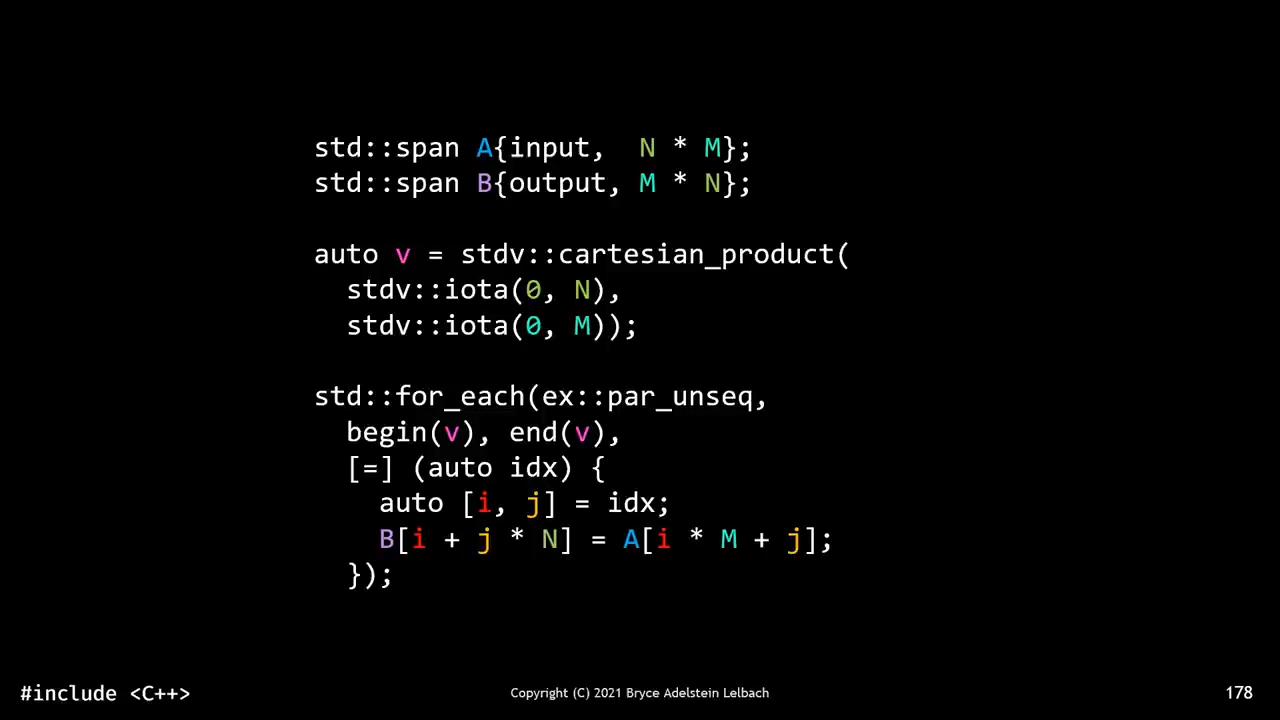 std::span A{input,  N * M};
std::span B{output, M * N};
auto v = stdv::cartesian_product(
  stdv::iota(0, N),
  stdv::iota(0, M));
std::for_each(ex::par_unseq,
  begin(v), end(v),
  [=] (auto idx) {
    auto [i, j] = idx;
    B[i + j * N] = A[i * M + j];
  });
#include <C++>
Copyright (C) 2021 Bryce Adelstein Lelbach
178